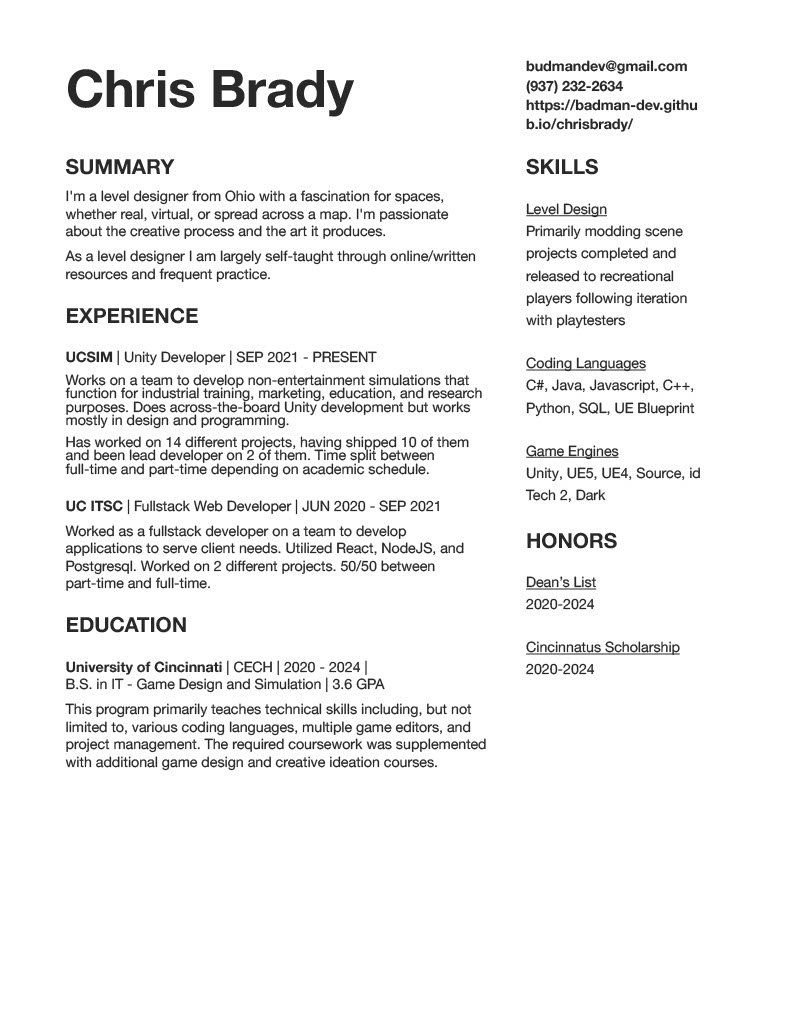 Chris Brady
budmandev@gmail.com
(937) 232-2634
https://badman-dev.githu
b.io/chrisbrady/
SUMMARY
I'm a level designer from Ohio with a fascination for spaces,
whether real, virtual, or spread across a map. I'm passionate
about the creative process and the art it produces.
As a level designer I am largely self-taught through online/written
resources and frequent practice.
EXPERIENCE
UCSIM | Unity Developer | SEP 2021 - PRESENT
Works on a team to develop non-entertainment simulations that
function for industrial training, marketing, education, and research
purposes. Does across-the-board Unity development but works
mostly in design and programming.
Has worked on 14 different projects, having shipped 10 of them
and been lead developer on 2 of them. Time split between
full-time and part-time depending on academic schedule.
UC ITSC | Fullstack Web Developer | JUN 2020 - SEP 2021
Worked as a fullstack developer on a team to develop
applications to serve client needs. Utilized React, NodeJS, and
Postgresql. Worked on 2 different projects. 50/50 between
part-time and full-time.
EDUCATION
University of Cincinnati | CECH | 2020 - 2024 |
B.S. in IT - Game Design and Simulation | 3.6 GPA
This program primarily teaches technical skills including, but not
limited to, various coding languages, multiple game editors, and
project management. The required coursework was supplemented
with additional game design and creative ideation courses.
SKILLS
Level Design
Primarily modding scene
projects completed and
released to recreational
players following iteration
with playtesters
Coding Languages
C#, Java, Javascript, C++,
Python, SQL, UE Blueprint
Game Engines
Unity, UE5, UE4, Source, id
Tech 2, Dark
HONORS
Dean’s List
2020-2024
Cincinnatus Scholarship
2020-2024